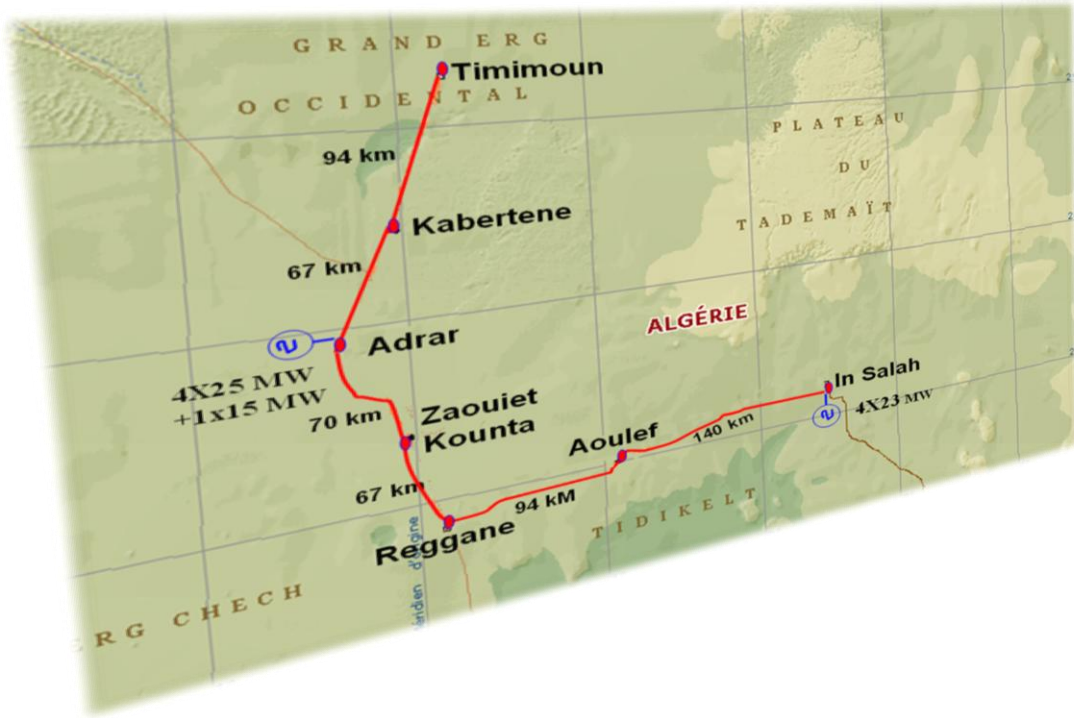 GRAND ERG
Timimoun
OCCIDENTAL
PLATEAU
94 km
DU
TADEMAÏT
Kabertene
67 km
ALGÉRIE
Adrar
4X25 MW
+1x15 MW
In Salah
4X23 MW
Zaouiet
70 km
Kounta
Aoulef
140 km
67 km
94 kM
TIDIKELT
Reggane
ERG CHECH